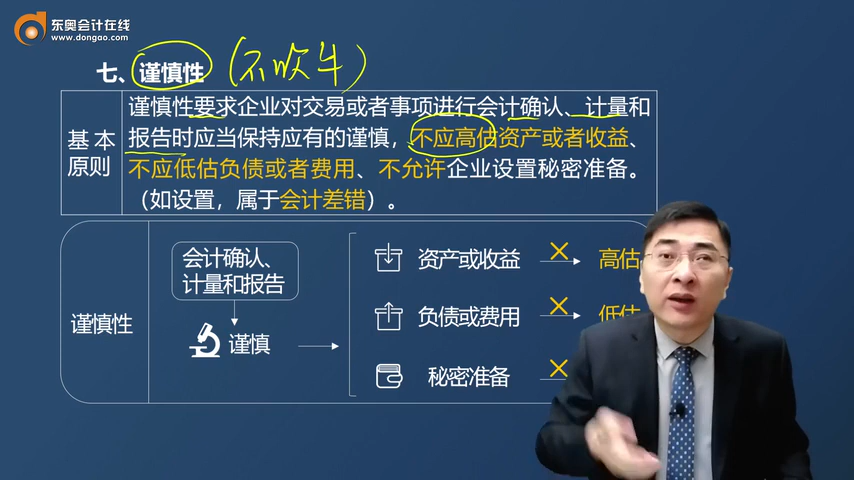 东奥会计在线
www.dongao.com
七、谨慎性（不吹牛）
基本原则
谨慎性要求企业对交易或者事项进行会计确认、计量和
报告时应当保持应有的谨慎，不应高估资产或者收益、
不应低估负债或者费用、不允许企业设置秘密准备。
（如设置，属于会计差错）。
谨慎性
会计确认、
计量和报告
谨慎
资产或收益 高估
负债或费用 低估
秘密准备